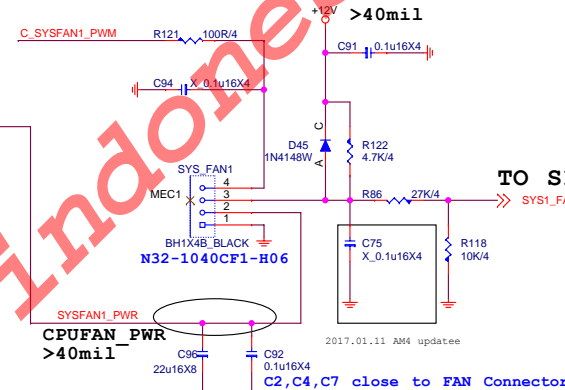 +12V
>40mil
C_SYSFAN1_PWM
R121
100R/4
C91
0.1u16X4
C94
X_0.1u16X4
D45
1N4148W
C
A
R122
4.7K/4
SYS_FAN1
MEC1
4
3
2
1
R86
27K/4
TO S
SYS1_FA
BH1X4B_BLACK
N32-1040CF1-H06
C75
X_0.1u16X4
R118
10K/4
SYSFAN1_PWR
CPUFAN_PWR
>40mil
2017.01.11 AM4 updatee
C96
22u16X8
C92
0.1u16X4
C2,C4,C7 close to FAN Connector
indone